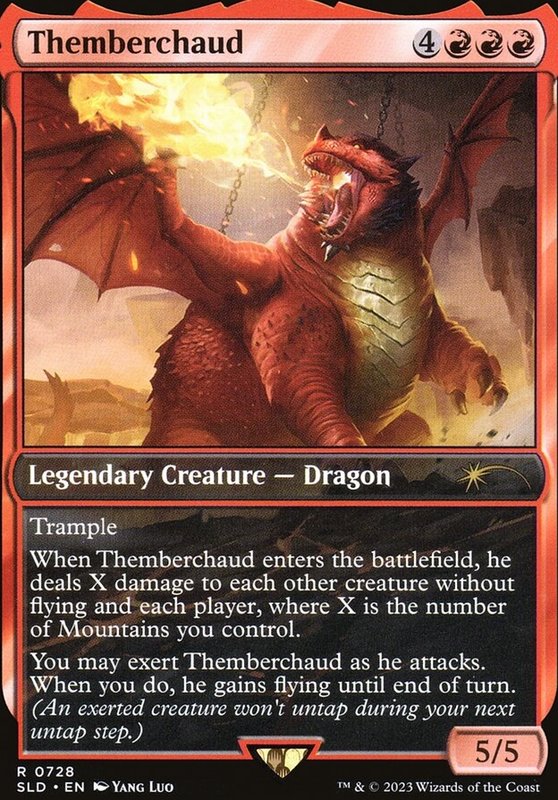 Themberchaud 4
Legendary Creature — Dragon
Trample
When Themberchaud enters the battlefield, he
deals X damage to each other creature without
flying and each player, where X is the number
of Mountains you control.
You may exert Themberchaud as he attacks.
When you do, he gains flying until end of turn.
(An exerted creature won't untap during your next
untap step.)
5/5
R 0728
SLD • EN Yang Luo
™ & © 2023 Wizards of the Coast